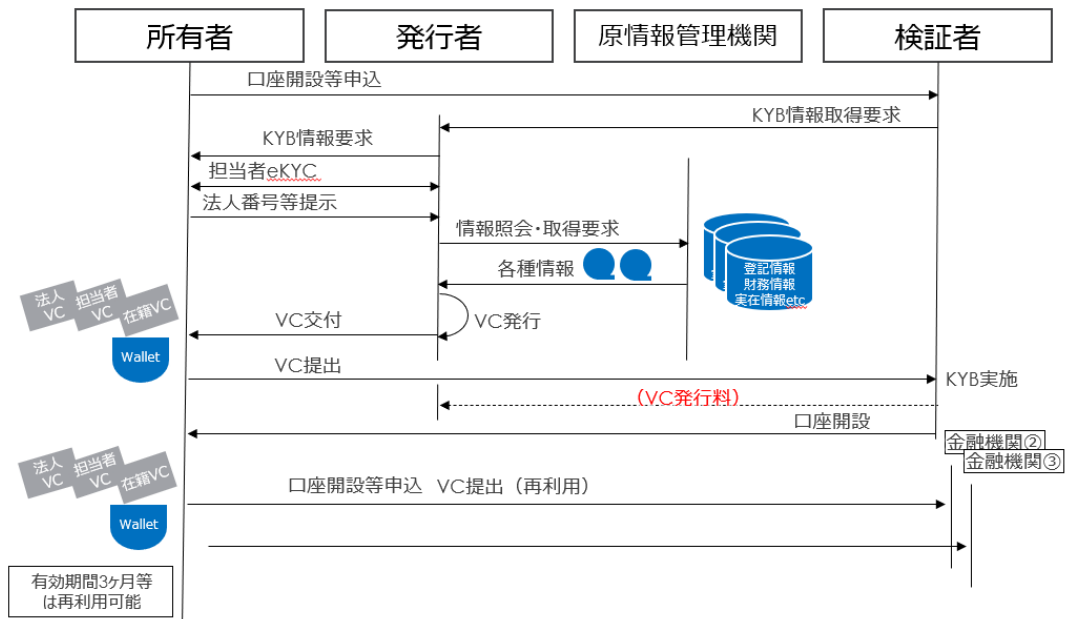 所有者
発行者
原情報管理機関
検証者
口座開設等申込
KYB情報取得要求
KYB情報要求
担当者eKYC
法人番号等提示
情報照会・取得要求
各種情報
登記情報
財務情報
実在情報etc
法人
VC
担当者
VC
在籍VC
Wallet
VC発行
VC交付
VC提出
KYB実施
（VC発行料）
口座開設
金融機関②
金融機関③
法人
VC
担当者
VC
在籍VC
Wallet
口座開設等申込 VC提出（再利用）
有効期間3ヶ月等
は再利用可能